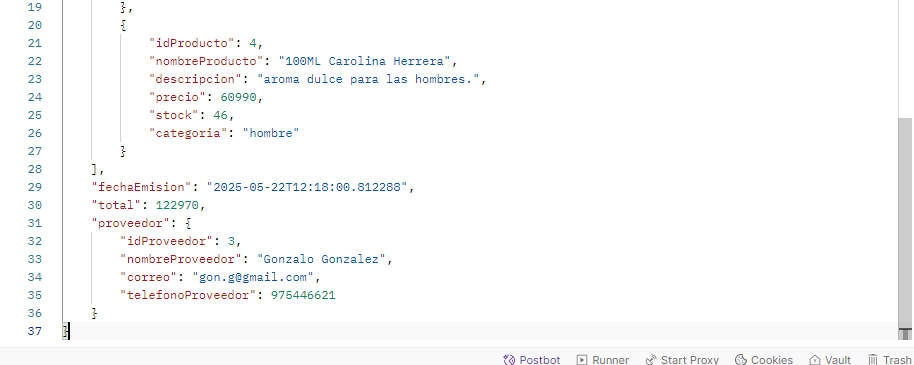 19 },
20 {
21 "idProducto": 4,
22 "nombreProducto": "100ML Carolina Herrera",
23 "descripcion": "aroma dulce para las hombres.",
24 "precio": 60990,
25 "stock": 46,
26 "categoria": "hombre"
27 }
28 ],
29 "fechaEmision": "2025-05-22T12:18:00.812288",
30 "total": 122970,
31 "proveedor": {
32 "idProveedor": 3,
33 "nombreProveedor": "Gonzalo Gonzalez",
34 "correo": "gon.g@gmail.com",
35 "telefonoProveedor": 975446621
36 }
37 }
Postbot Runner Start Proxy Cookies Vault Trash